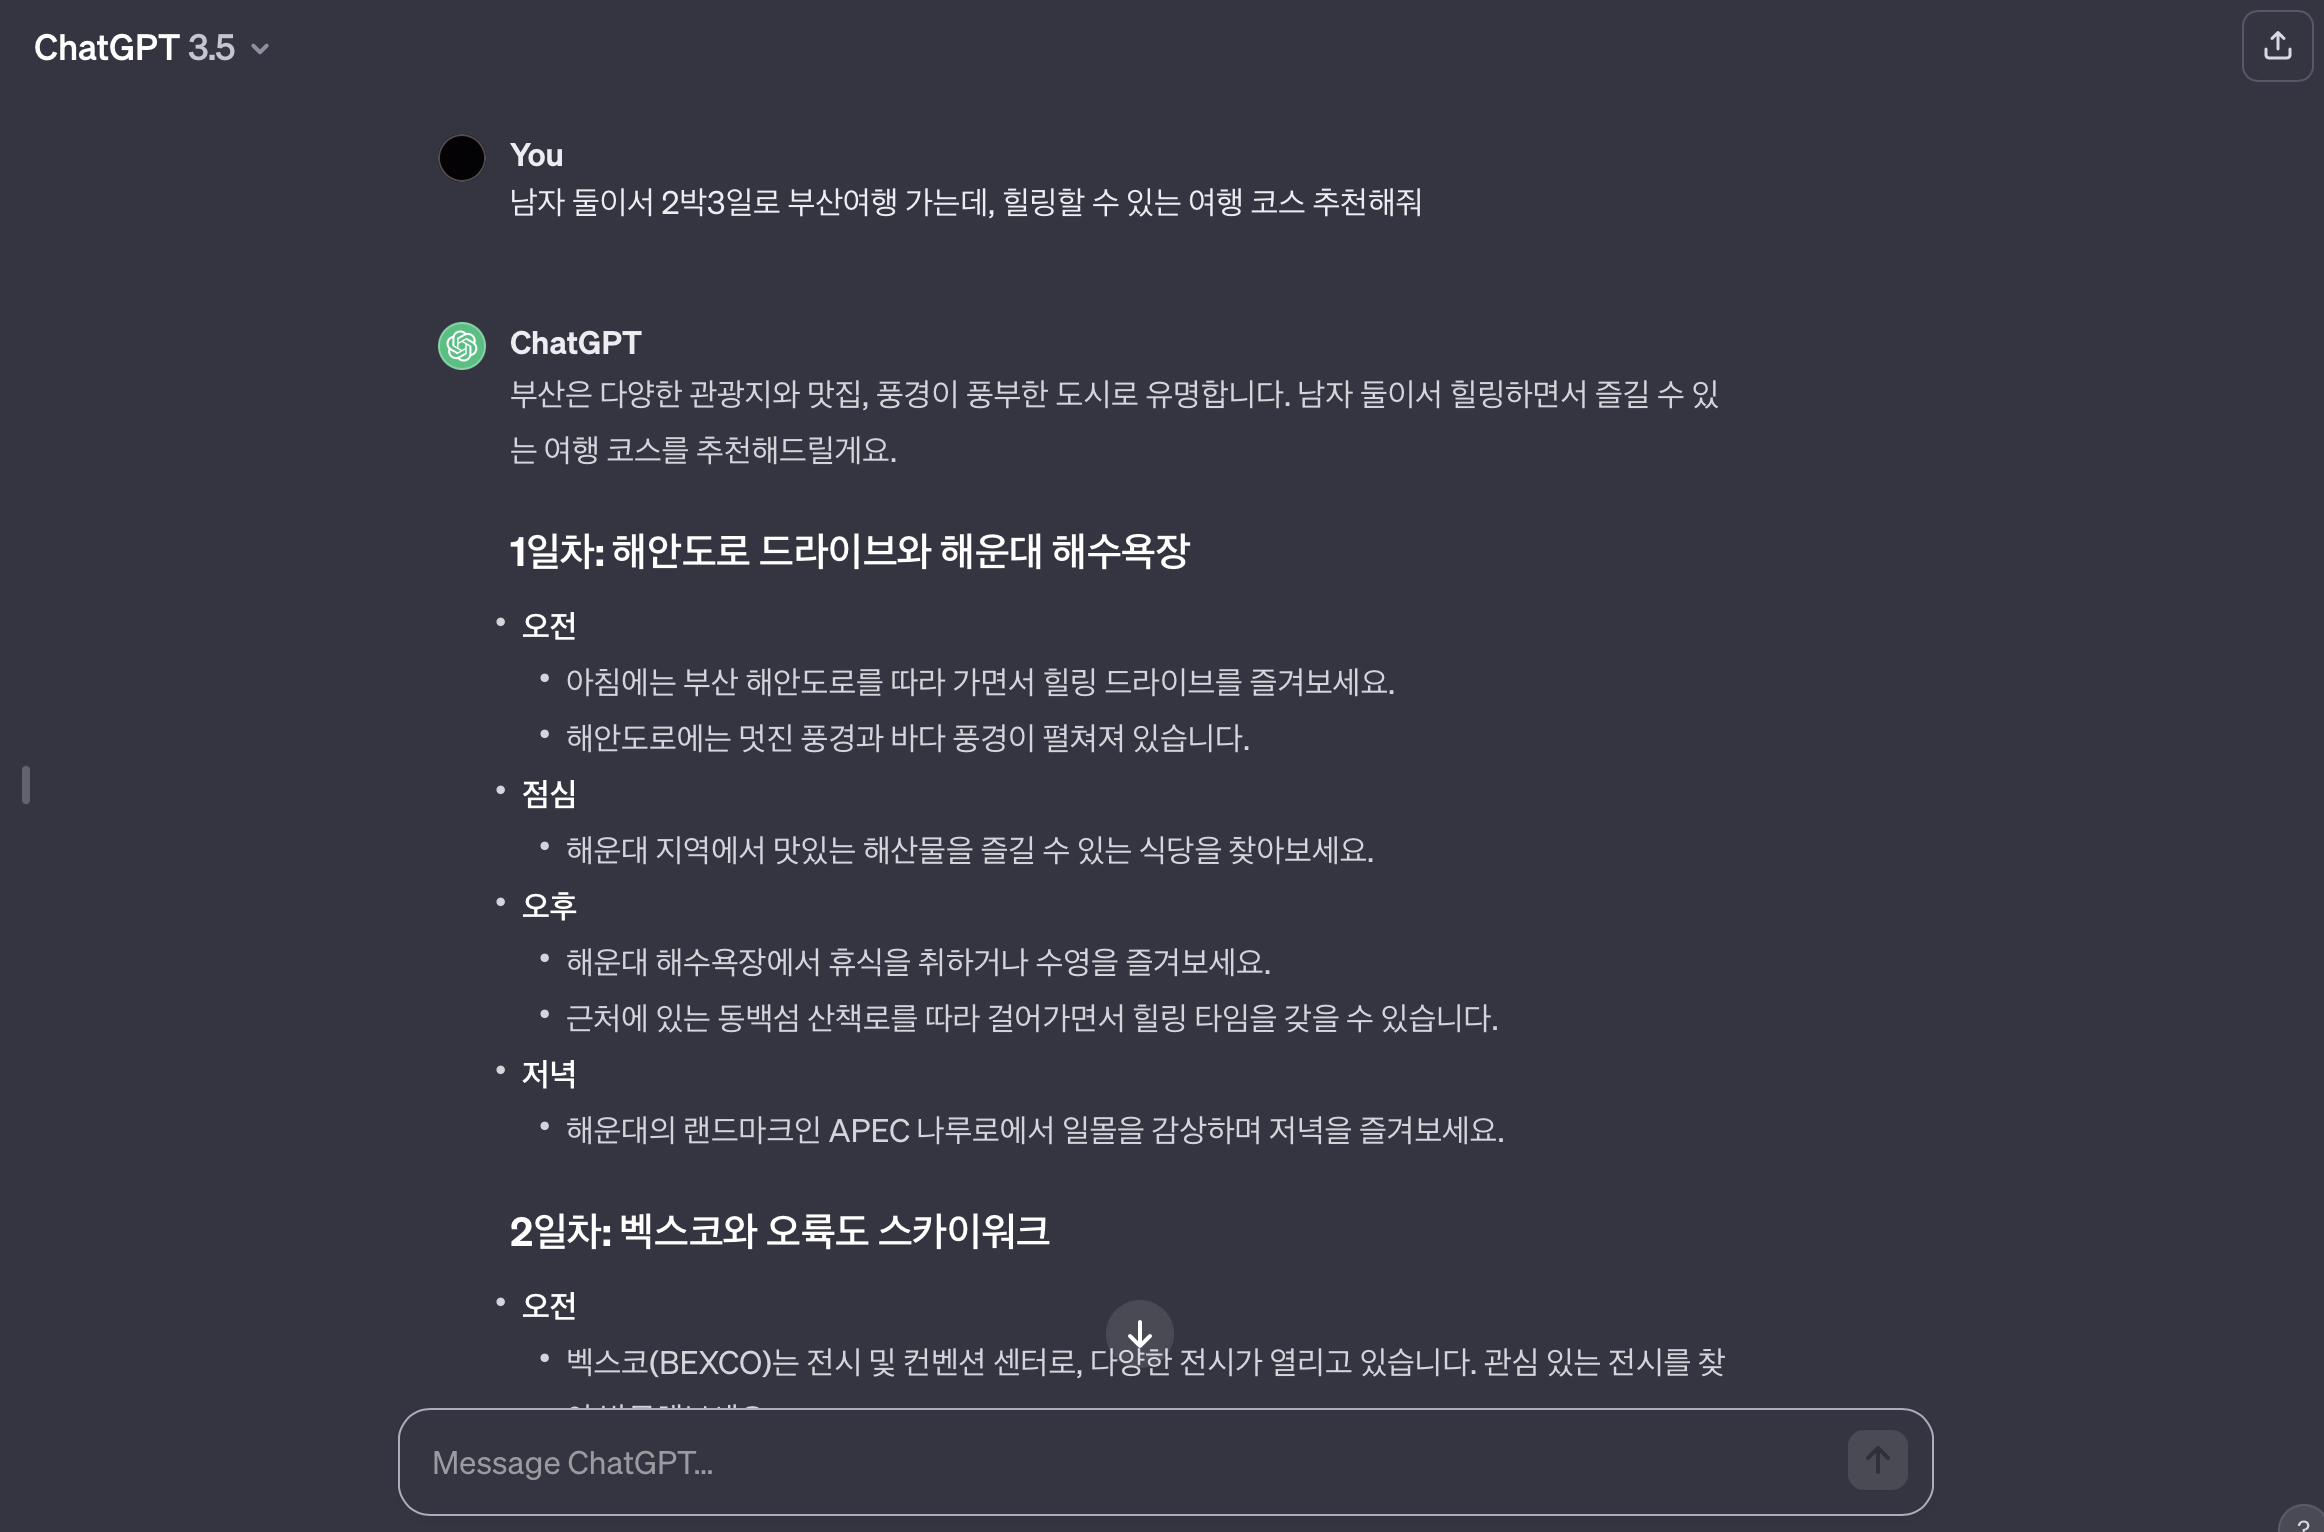 ChatGPT 3.5
You
남자 둘이서 2박3일로 부산여행 가는데, 힐링할 수 있는 여행 코스 추천해줘
ChatGPT
부산은 다양한 관광지와 맛집, 풍경이 풍부한 도시로 유명합니다. 남자 둘이서 힐링하면서 즐길 수 있
는 여행 코스를 추천해드릴게요.
1일차: 해안도로 드라이브와 해운대 해수욕장
• 오전
• 아침에는 부산 해안도로를 따라 가면서 힐링 드라이브를 즐겨보세요.
• 해안도로에는 멋진 풍경과 바다 풍경이 펼쳐져 있습니다.
• 점심
• 해운대 지역에서 맛있는 해산물을 즐길 수 있는 식당을 찾아보세요.
• 오후
• 해운대 해수욕장에서 휴식을 취하거나 수영을 즐겨보세요.
• 근처에 있는 동백섬 산책로를 따라 걸어가면서 힐링 타임을 갖을 수 있습니다.
• 저녁
• 해운대의 랜드마크인 APEC 나루로에서 일몰을 감상하며 저녁을 즐겨보세요.
2일차: 벡스코와 오륙도 스카이워크
• 오전
• 벡스코(BEXCO)는 전시 및 컨벤션 센터로, 다양한 전시가 열리고 있습니다. 관심 있는 전시를 찾
Message ChatGPT...
?